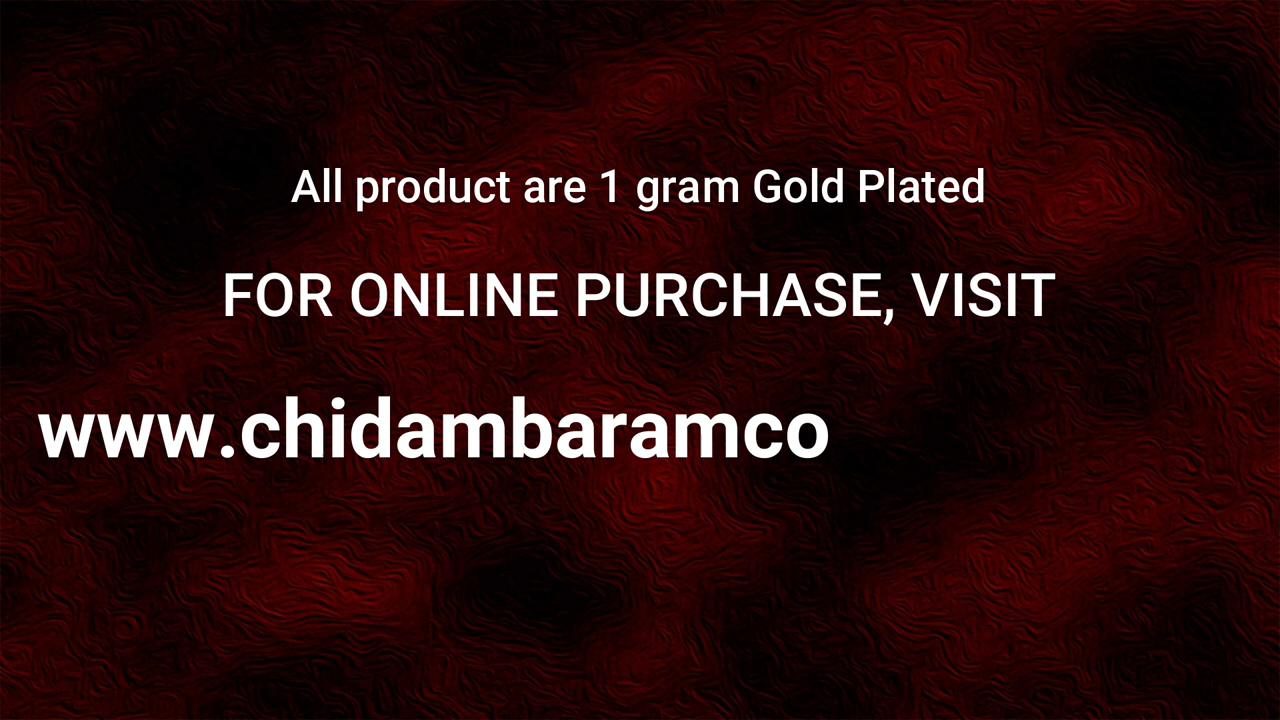 All product are 1 gram Gold Plated
FOR ONLINE PURCHASE, VISIT
www.chidambaramco